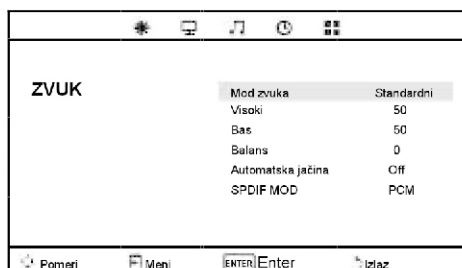 ZVUK
Mod zvuka Standardni
Visoki 50
Bas 50
Balans 0
Automatska jačina Off
SPDIF MOD PCM
Pomeri Meni ENTER Enter Izlaz